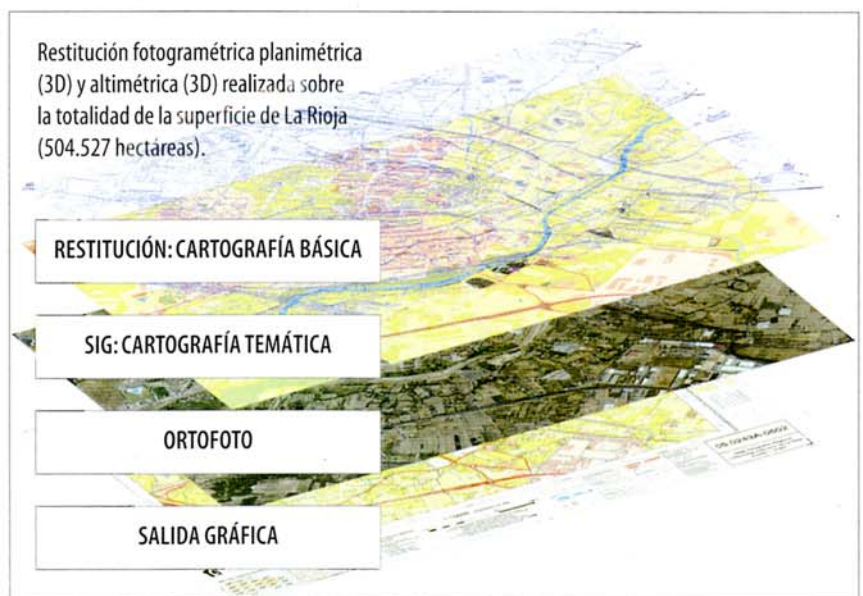 Restitución fotogramétrica planimétrica
(3D) y altimétrica (3D) realizada sobre
la totalidad de la superficie de La Rioja
(504.527 hectáreas).
RESTITUCIÓN: CARTOGRAFÍA BÁSICA
SIG: CARTOGRAFÍA TEMÁTICA
ORTOFOTO
SALIDA GRÁFICA